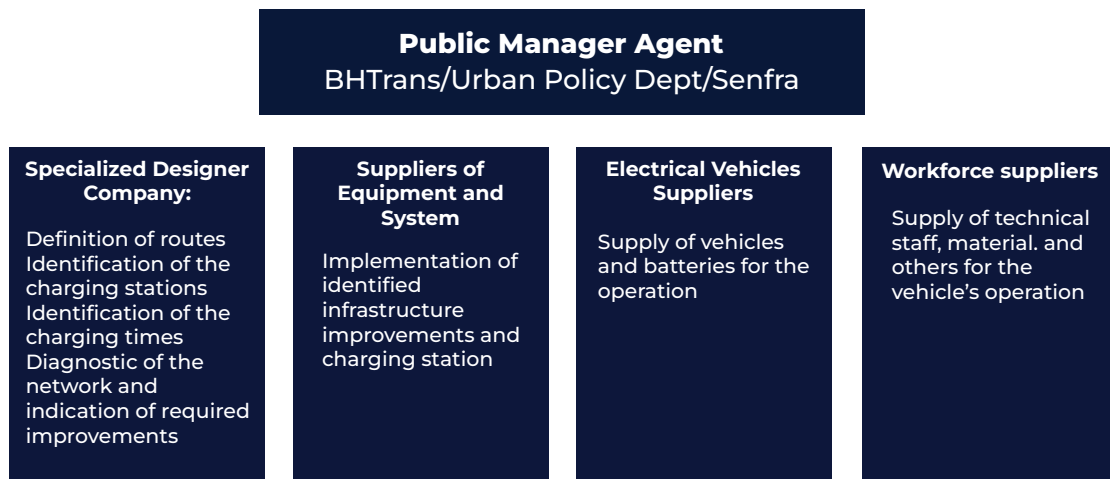 Public Manager Agent
BHTrans/Urban Policy Dept/Senfra
Specialized Designer
Company:
Definition of routes
Identification of the
charging stations
Identification of the
charging times
Diagnostic of the
network and
indication of required
improvements
Suppliers of
Equipment and
System
Implementation of
identified
infrastructure
improvements and
charging station
Electrical Vehicles
Suppliers
Supply of vehicles
and batteries for the
operation
Workforce suppliers
Supply of technical
staff, material. and
others for the
vehicle’s operation